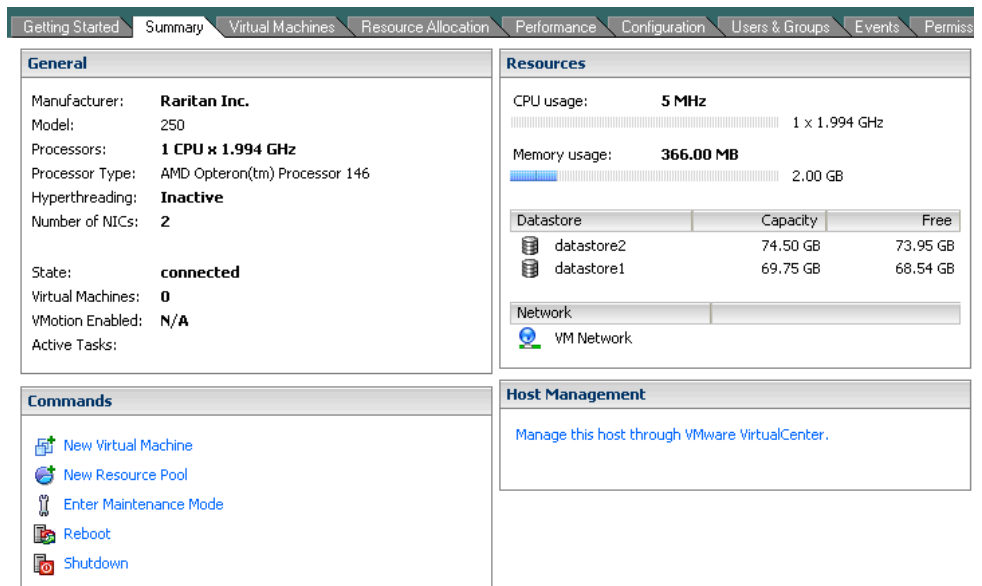 Getting Started Summary Virtual Machines Resource Allocation Performance Configuration Users & Groups Events Permiss
General
Manufacturer: Raritan Inc.
Model: 250
Processors: 1 CPU x 1.994 GHz
Processor Type: AMD Opteron(tm) Processor 146
Hyperthreading: Inactive
Number of NICs: 2
State: connected
Virtual Machines: 0
VMotion Enabled: N/A
Active Tasks:
Commands
New Virtual Machine
New Resource Pool
Enter Maintenance Mode
Reboot
Shutdown
Resources
CPU usage: 5 MHz
1 x 1.994 GHz
Memory usage: 366.00 MB
2.00 GB
Datastore Capacity Free
datastore2 74.50 GB 73.95 GB
datastore1 69.75 GB 68.54 GB
Network
VM Network
Host Management
Manage this host through VMware VirtualCenter.